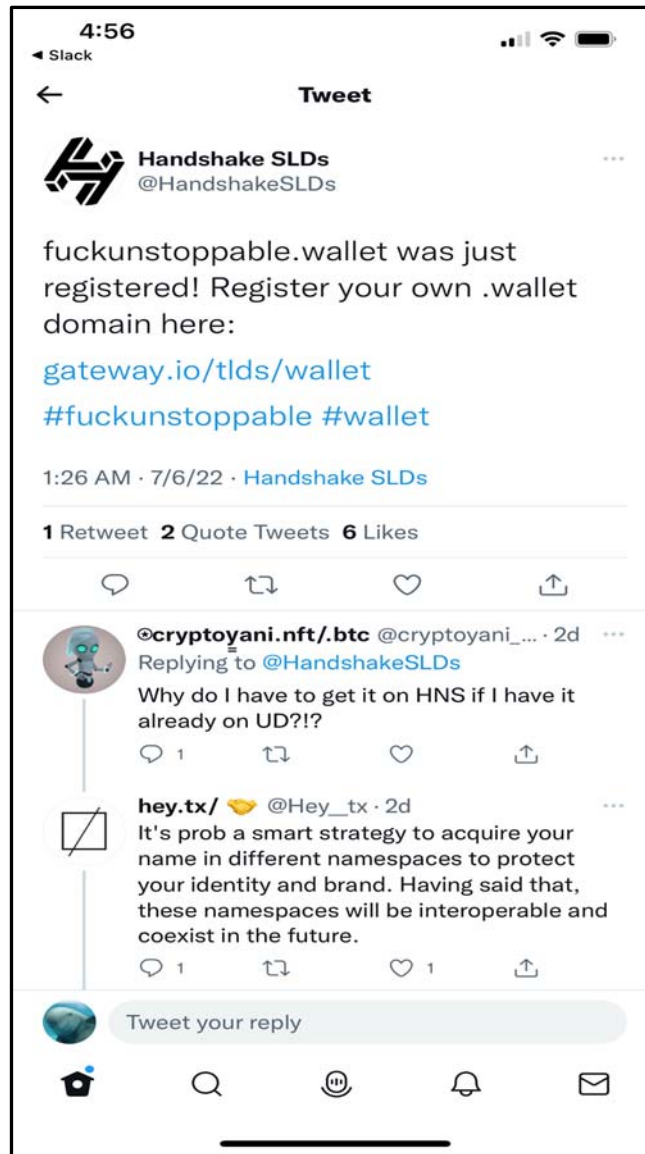 4:56
◄ Slack
Tweet
Handshake SLDs
@HandshakeSLDs
fuckunstoppable.wallet was just
registered! Register your own .wallet
domain here:
gateway.io/tlds/wallet
#fuckunstoppable #wallet
1:26 AM · 7/6/22 · Handshake SLDs
1 Retweet 2 Quote Tweets 6 Likes
cryptoyani.nft/.btc @cryptoyani_... · 2d
Replying to @HandshakeSLDs
Why do I have to get it on HNS if I have it
already on UD?!?
1
hey.tx/ 🤝 @Hey__tx · 2d
It's prob a smart strategy to acquire your
name in different namespaces to protect
your identity and brand. Having said that,
these namespaces will be interoperable and
coexist in the future.
1 1
Tweet your reply